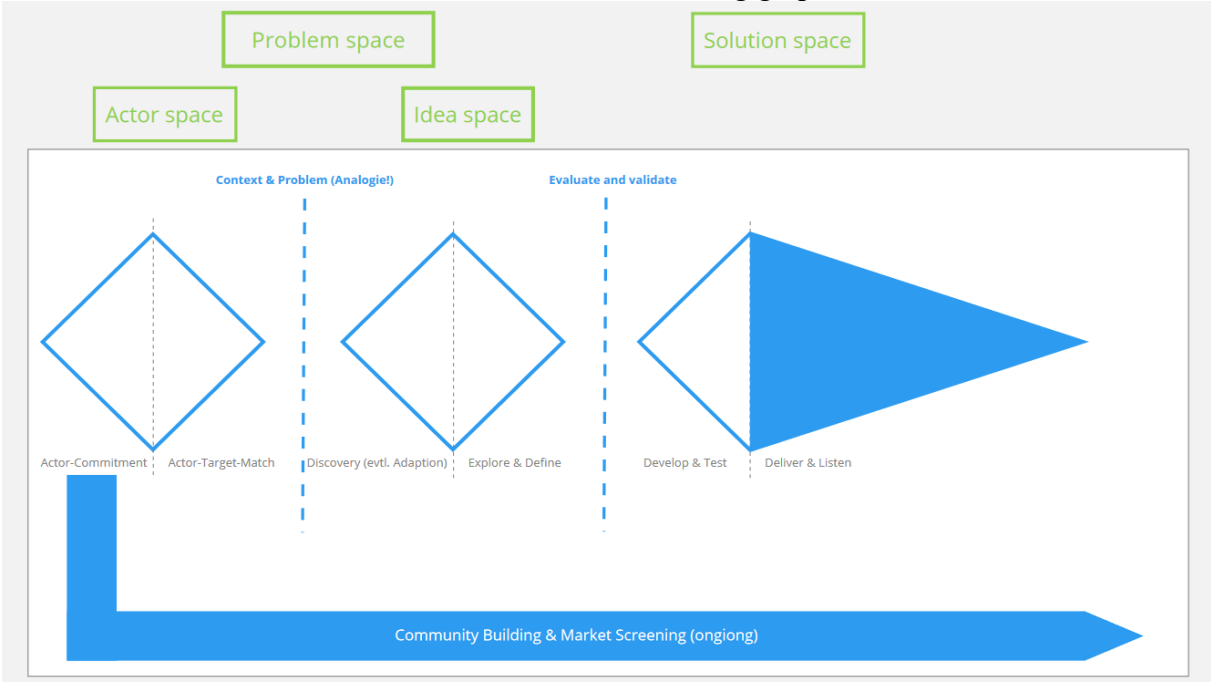 Problem space
Solution space
Actor space
Idea space
Context & Problem (Analogie!)
Evaluate and validate
Actor-Commitment
Actor-Target-Match
Discovery (evtl. Adaption)
Explore & Define
Develop & Test
Deliver & Listen
Community Building & Market Screening (ongiong)